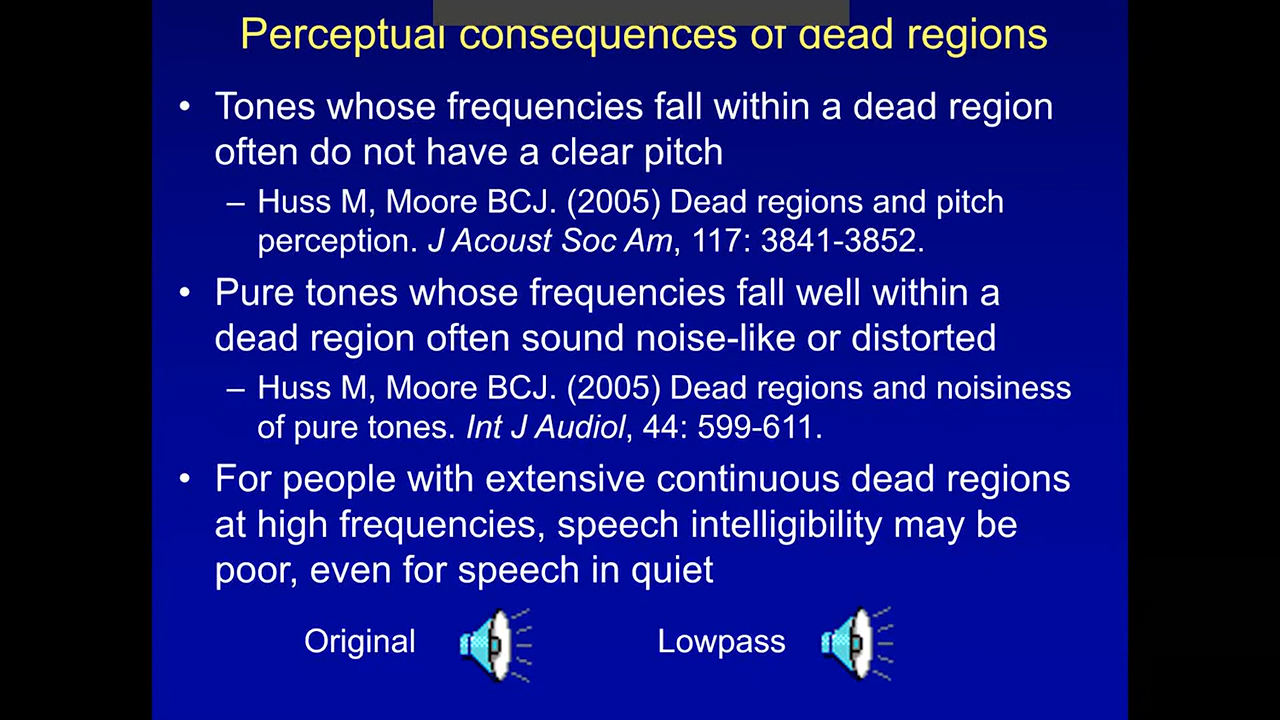 Perceptual consequences of dead regions
• Tones whose frequencies fall within a dead region
often do not have a clear pitch
– Huss M, Moore BCJ. (2005) Dead regions and pitch
perception. J Acoust Soc Am, 117: 3841-3852.
• Pure tones whose frequencies fall well within a
dead region often sound noise-like or distorted
– Huss M, Moore BCJ. (2005) Dead regions and noisiness
of pure tones. Int J Audiol, 44: 599-611.
• For people with extensive continuous dead regions
at high frequencies, speech intelligibility may be
poor, even for speech in quiet
Original Lowpass